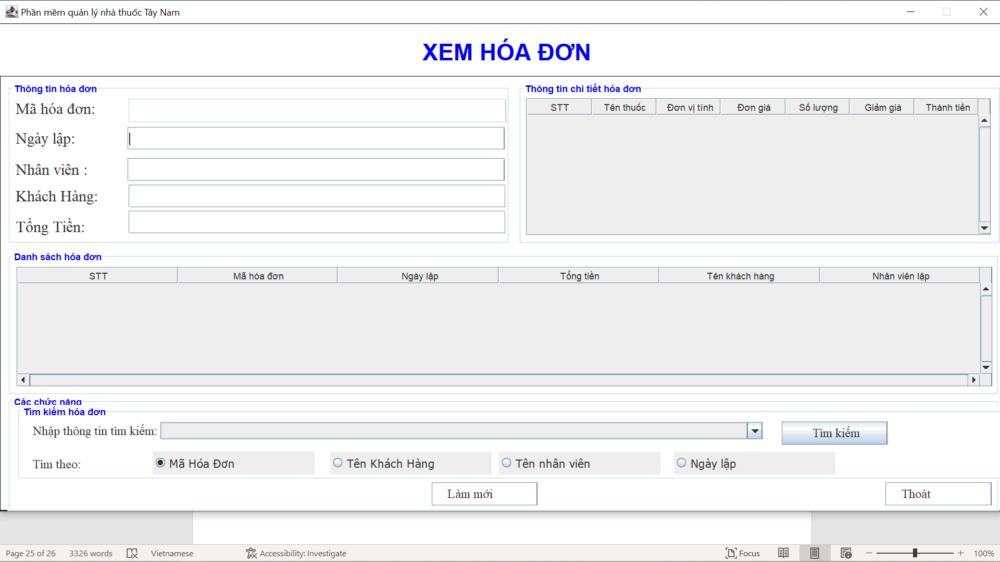 Phần mềm quản lý nhà thuốc Tây Nam
XEM HÓA ĐƠN
Thông tin hóa đơn
Mã hóa đơn:
Ngày lập:
Nhân viên :
Khách Hàng:
Tổng Tiền:
Thông tin chi tiết hóa đơn
STT Tên thuốc Đơn vị tính Đơn giá Số lượng Giảm giá Thành tiền
Danh sách hóa đơn
STT Mã hóa đơn Ngày lập Tổng tiền Tên khách hàng Nhân viên lập
Các chức năng
Tìm kiếm hóa đơn
Nhập thông tin tìm kiếm: Tìm kiếm
Tìm theo: Mã Hóa Đơn Tên Khách Hàng Tên nhân viên Ngày lập
Làm mới Thoát
Page 25 of 26 3326 words Vietnamese Accessibility: Investigate Focus 100%